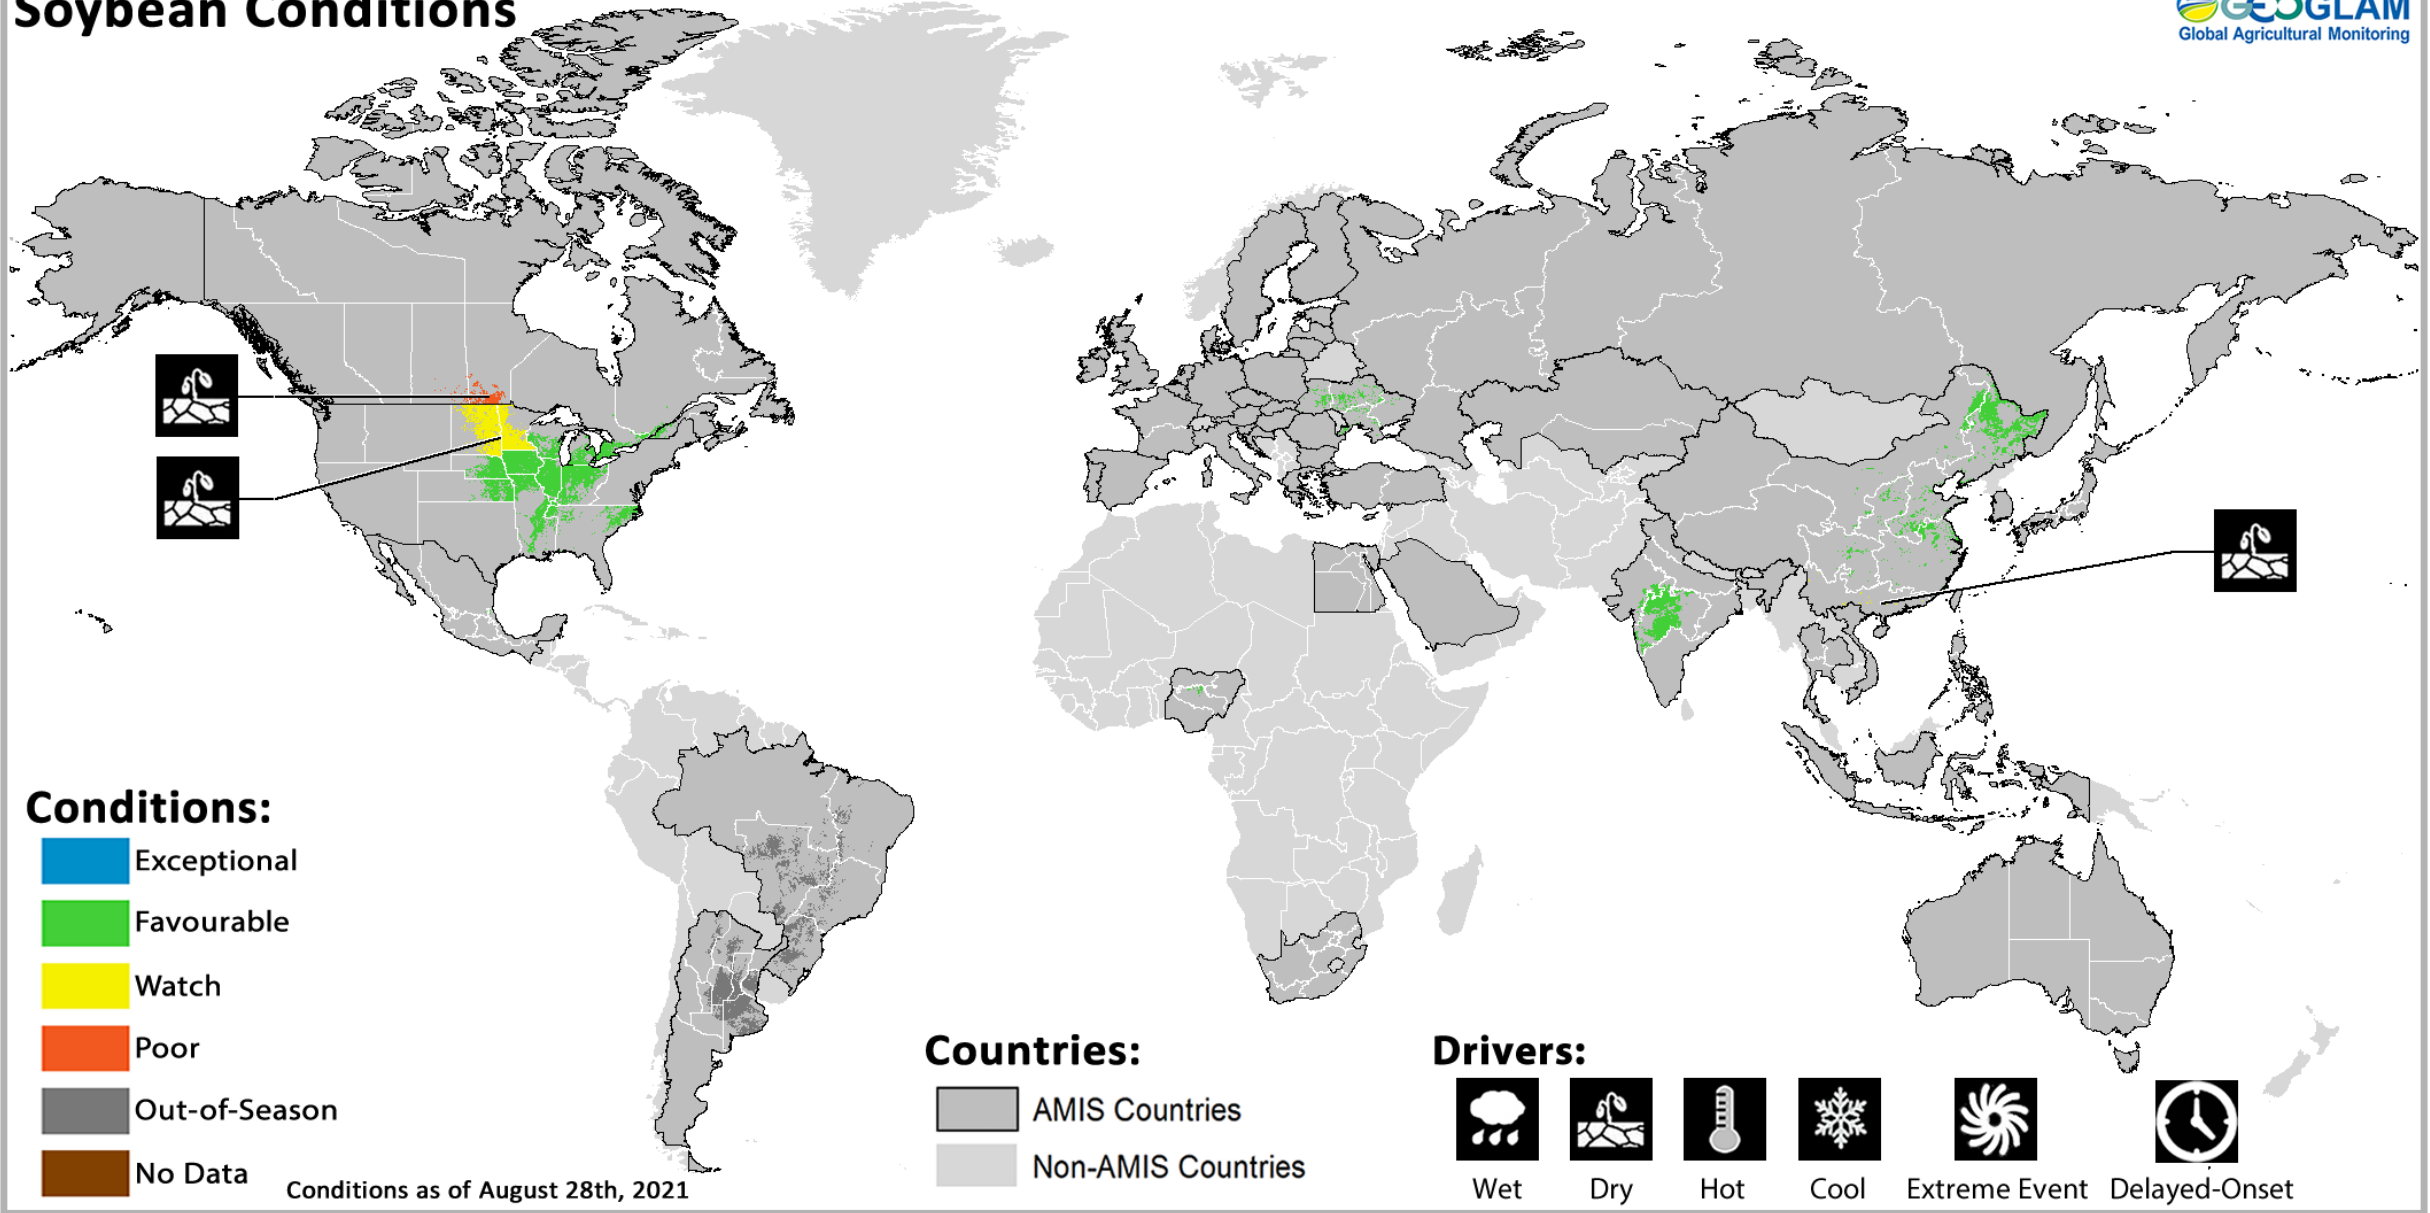 Soybean Conditions
GEOGLAM
Global Agricultural Monitoring
Conditions:
Exceptional
Favourable
Watch
Poor
Out-of-Season
No Data
Conditions as of August 28th, 2021
Countries:
AMIS Countries
Non-AMIS Countries
Drivers:
Wet
Dry
Hot
Cool
Extreme Event
Delayed-Onset